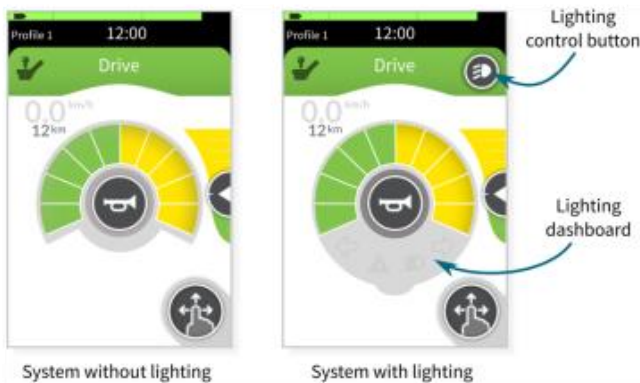 Profile 1 12:00
Drive
0.0 km/h
12 km
System without lighting
Profile 1 12:00
Drive
0.0 km/h
12 km
System with lighting
Lighting
control button
Lighting
dashboard